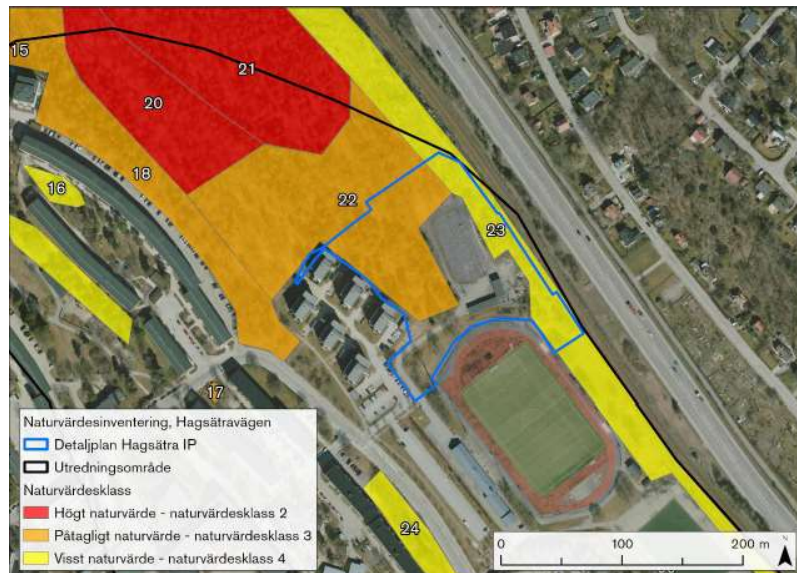 15
21
20
18
16
22
23
17
24
Naturvärdesinventering, Hagsätravägen
Detaljplan Hagsätra IP
Utredningsområde
Naturvärdesklass
Högt naturvärde - naturvärdesklass 2
Påtagligt naturvärde - naturvärdesklass 3
Visst naturvärde - naturvärdesklass 4
0 100 200 m
N